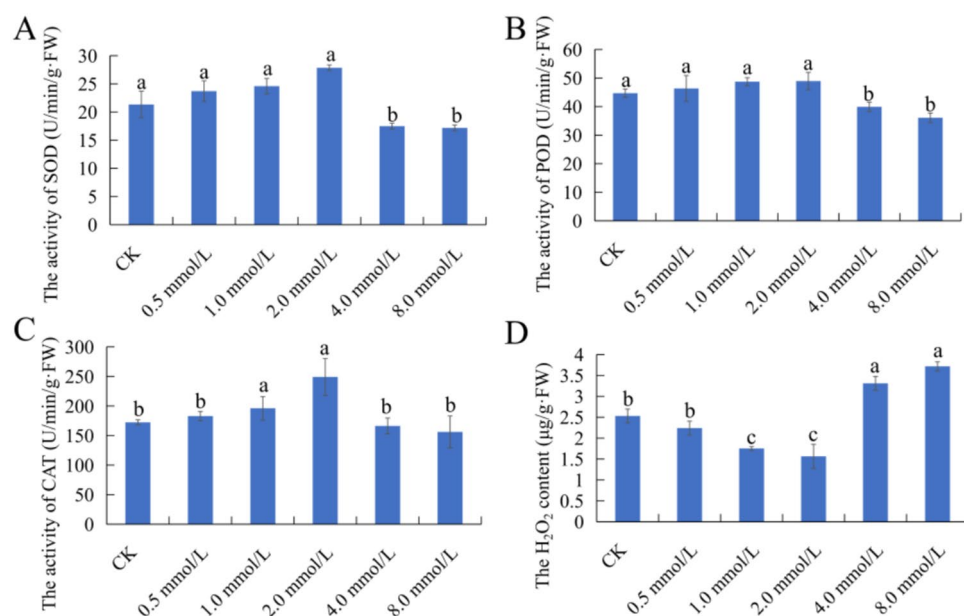 A
The activity of SOD (U/min/g·FW)
30
25
20
15
10
5
0
a
a
a
a
b
b
CK
0.5 mmol/L
1.0 mmol/L
2.0 mmol/L
4.0 mmol/L
8.0 mmol/L
B
The activity of POD (U/min/g·FW)
60
50
40
30
20
10
0
a
a
a
a
b
b
CK
0.5 mmol/L
1.0 mmol/L
2.0 mmol/L
4.0 mmol/L
8.0 mmol/L
C
The activity of CAT (U/min/g·FW)
300
250
200
150
100
50
0
b
b
a
a
b
b
CK
0.5 mmol/L
1.0 mmol/L
2.0 mmol/L
4.0 mmol/L
8.0 mmol/L
D
The H₂O₂ content (μg/g·FW)
4
3.5
3
2.5
2
1.5
1
0.5
0
b
b
c
c
a
a
CK
0.5 mmol/L
1.0 mmol/L
2.0 mmol/L
4.0 mmol/L
8.0 mmol/L